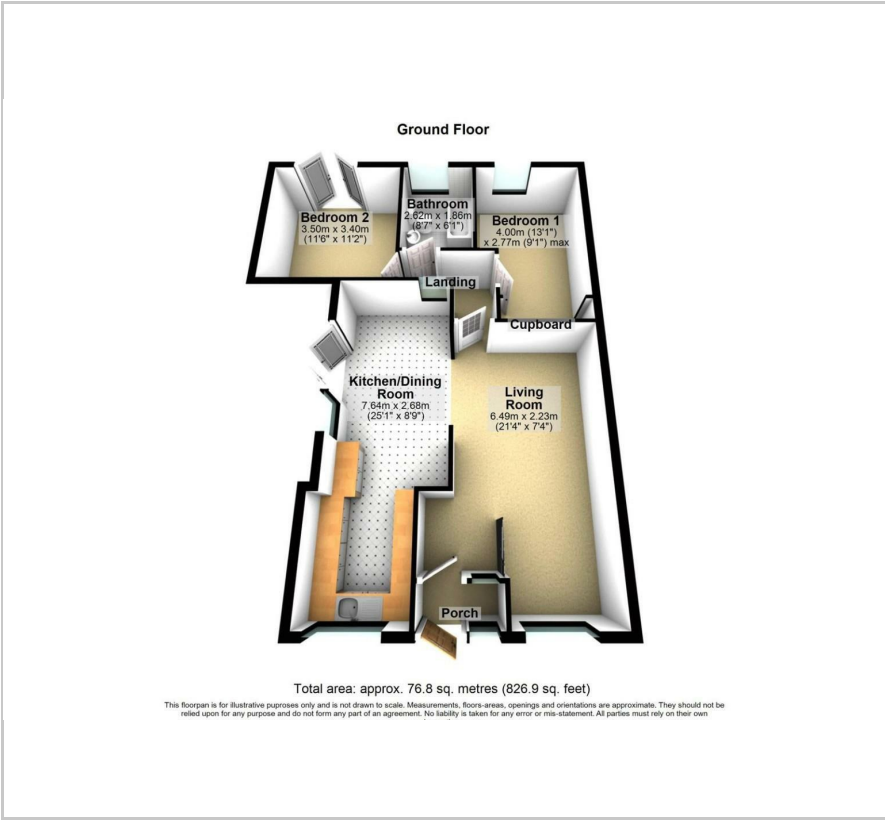 Ground Floor
Bedroom 2
3.50m x 3.40m
(11'6" x 11'2")
Bathroom
2.62m x 1.86m
(8'7" x 6'1")
Bedroom 1
4.00m (13'1")
x 2.77m (9'1") max
Landing
Cupboard
Kitchen/Dining
Room
7.64m x 2.68m
(25'1" x 8'9")
Living
Room
6.49m x 2.23m
(21'4" x 7'4")
Porch
Total area: approx. 76.8 sq. metres (826.9 sq. feet)
This floorpan is for illustrative puproses only and is not drawn to scale. Measurements, floors-areas, openings and orientations are approximate. They should not be
relied upon for any purpose and do not form any part of an agreement. No liability is taken for any error or mis-statement. All parties must rely on their own